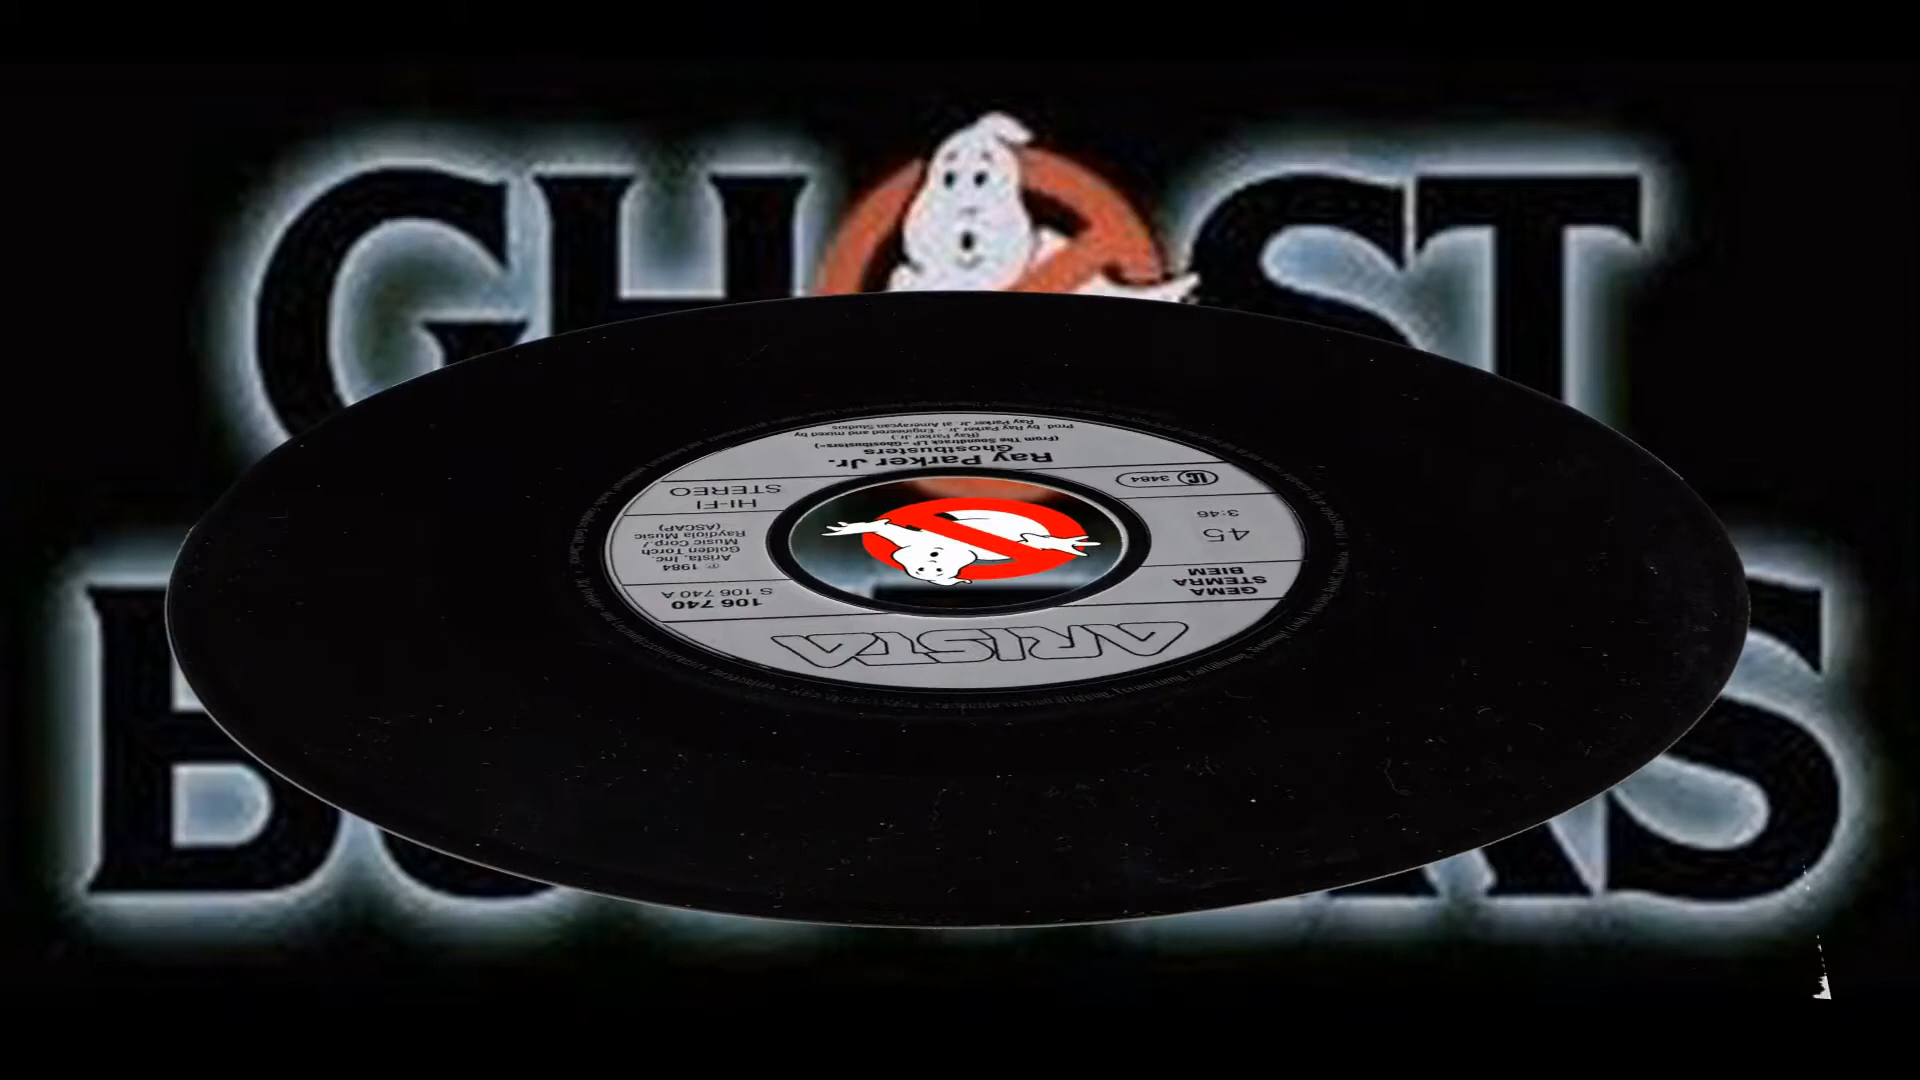 GHOST
BUSTERS
ARISTA
106 740
S 106 740 A
GEMA
STEMRA
BIEM
℗ 1984
Arista, Inc.
Golden Torch
Music Corp./
Raydiola Music
(ASCAP)
45
3:46
HI-FI
STEREO
LC 3484
Ray Parker Jr.
Ghostbusters
(From The Soundtrack LP »Ghostbusters«)
(Ray Parker Jr.)
Prod. by Ray Parker Jr. · Engineered and mixed by
Ray Parker Jr. at Ameraycan Studios